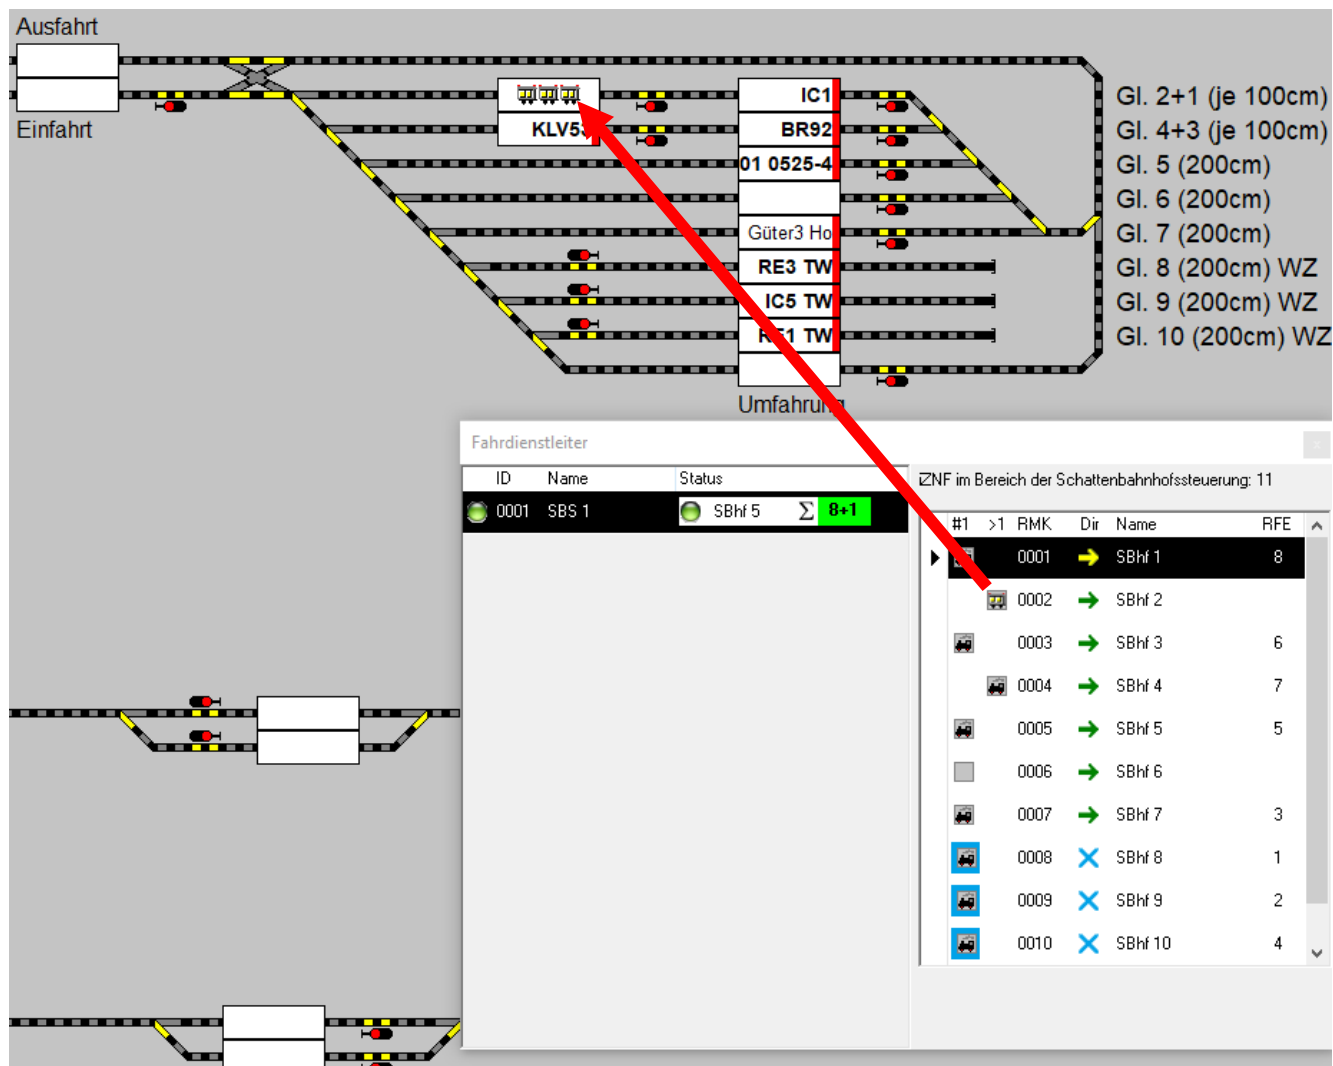 Ausfahrt
Einfahrt
IC1
KLV53
BR92
01 0525-4
Güter3 Ho
RE3 TW
IC5 TW
RE1 TW
Umfahrung
Gl. 2+1 (je 100cm)
Gl. 4+3 (je 100cm)
Gl. 5 (200cm)
Gl. 6 (200cm)
Gl. 7 (200cm)
Gl. 8 (200cm) WZ
Gl. 9 (200cm) WZ
Gl. 10 (200cm) WZ
Fahrdienstleiter
x
ID Name Status
0001 SBS 1 SBhf 5 Σ 8+1
iZNF im Bereich der Schattenbahnhofssteuerung: 11
#1 >1 RMK Dir Name RFE
0001 SBhf 1 8
0002 SBhf 2
0003 SBhf 3 6
0004 SBhf 4 7
0005 SBhf 5 5
0006 SBhf 6
0007 SBhf 7 3
0008 SBhf 8 1
0009 SBhf 9 2
0010 SBhf 10 4